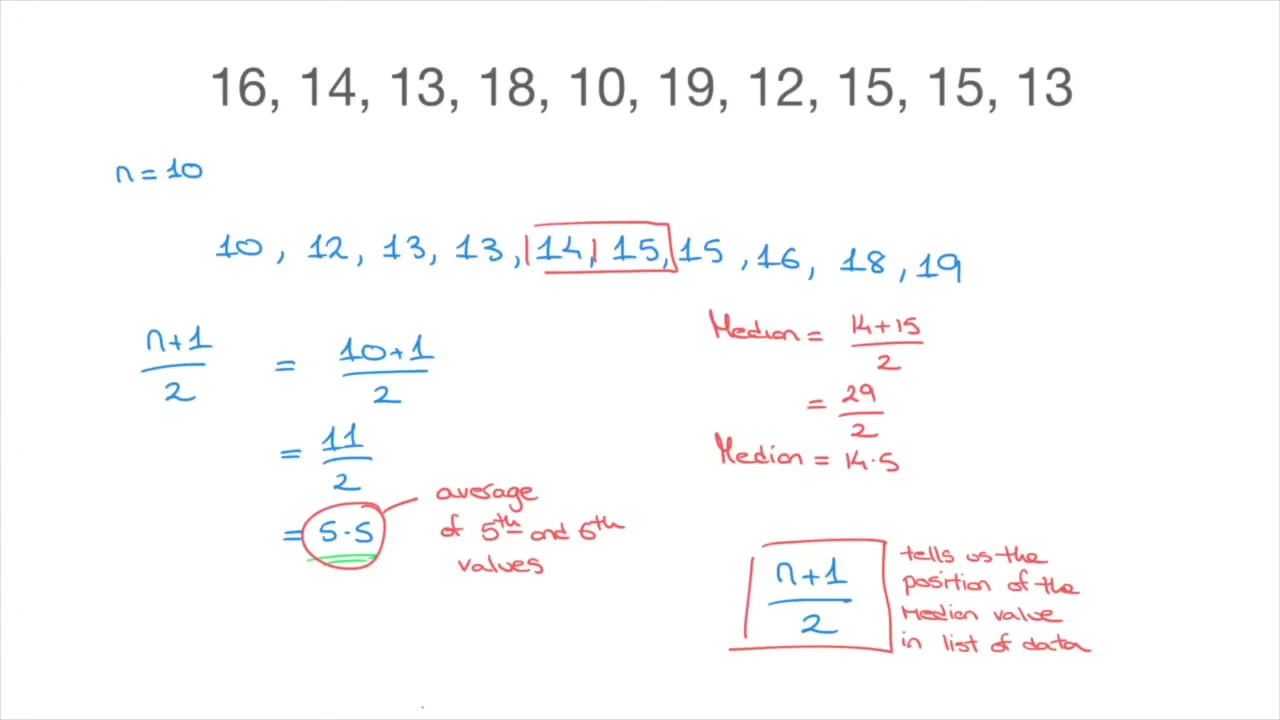 16, 14, 13, 18, 10, 19, 12, 15, 15, 13
n = 10
10, 12, 13, 13, 14, 15, 15, 16, 18, 19
n+1/2 = 10+1/2
= 11/2
= 5.5
average
of 5th and 6th
values
Median = 14+15/2
= 29/2
Median = 14.5
n+1/2
tells us the
position of the
Median value
in list of data